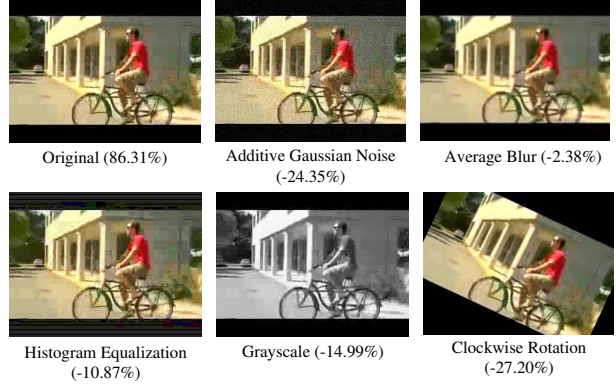 Original (86.31%)
Additive Gaussian Noise
(-24.35%)
Average Blur (-2.38%)
Histogram Equalization
(-10.87%)
Grayscale (-14.99%)
Clockwise Rotation
(-27.20%)